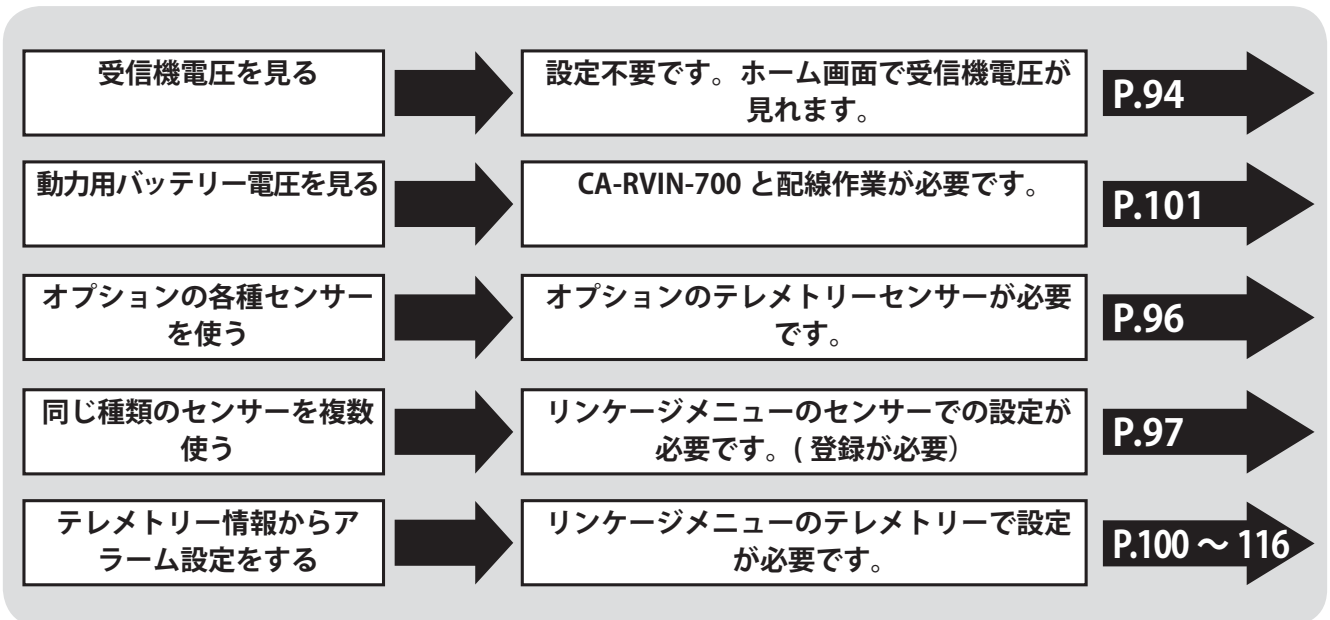 受信機電圧を見る
設定不要です。ホーム画面で受信機電圧が
見れます。
P.94
動力用バッテリー電圧を見る
CA-RVIN-700 と配線作業が必要です。
P.101
オプションの各種センサー
を使う
オプションのテレメトリーセンサーが必要
です。
P.96
同じ種類のセンサーを複数
使う
リンケージメニューのセンサーでの設定が
必要です。( 登録が必要）
P.97
テレメトリー情報からア
ラーム設定をする
リンケージメニューのテレメトリーで設定
が必要です。
P.100 ～ 116